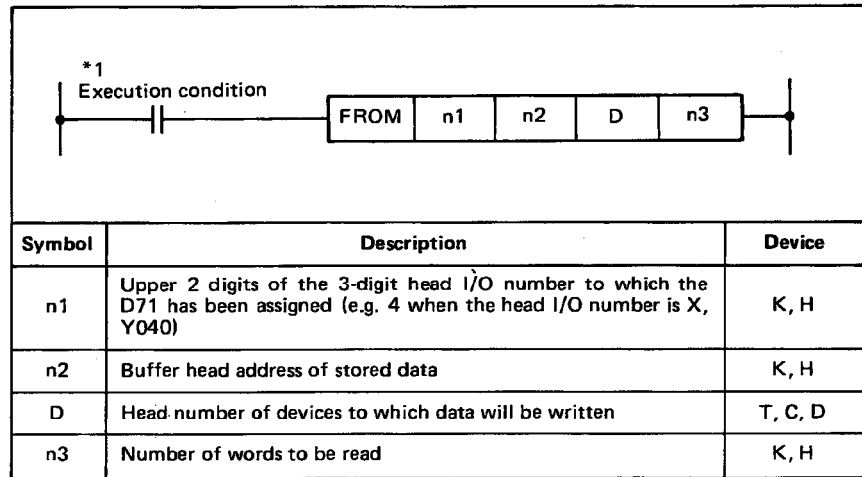 *1
Execution condition
FROM n1 n2 D n3
Symbol Description Device
n1 Upper 2 digits of the 3-digit head I/O number to which the
D71 has been assigned (e.g. 4 when the head I/O number is X,
Y040) K, H
n2 Buffer head address of stored data K, H
D Head number of devices to which data will be written T, C, D
n3 Number of words to be read K, H